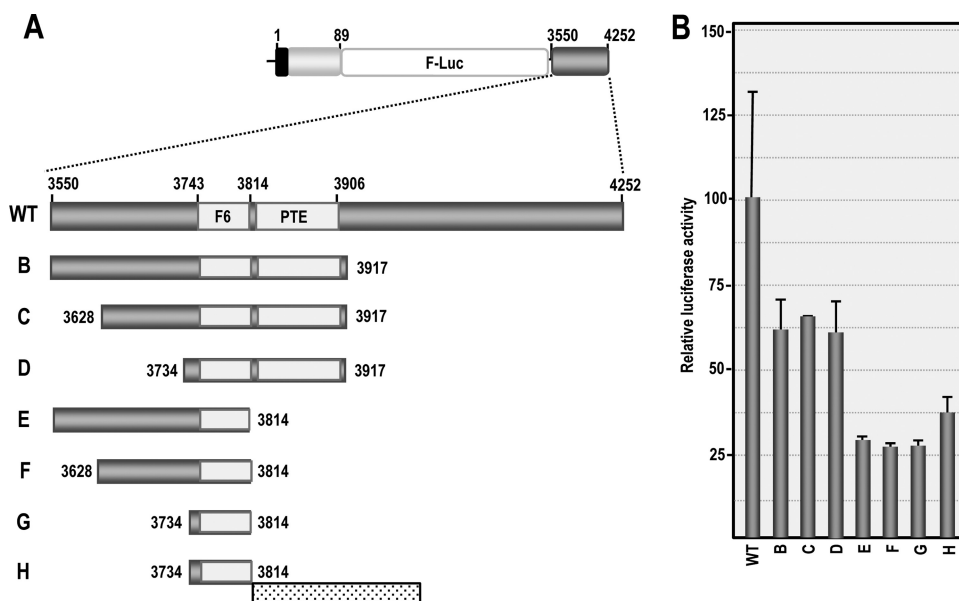 A
1 89 3550 4252
F-Luc
3550 3743 3814 3906 4252
WT F6 PTE
B 3917
C 3628 3917
D 3734 3917
E 3814
F 3628 3814
G 3734 3814
H 3734 3814
B
Relative luciferase activity
150
125
100
75
50
25
WT B C D E F G H